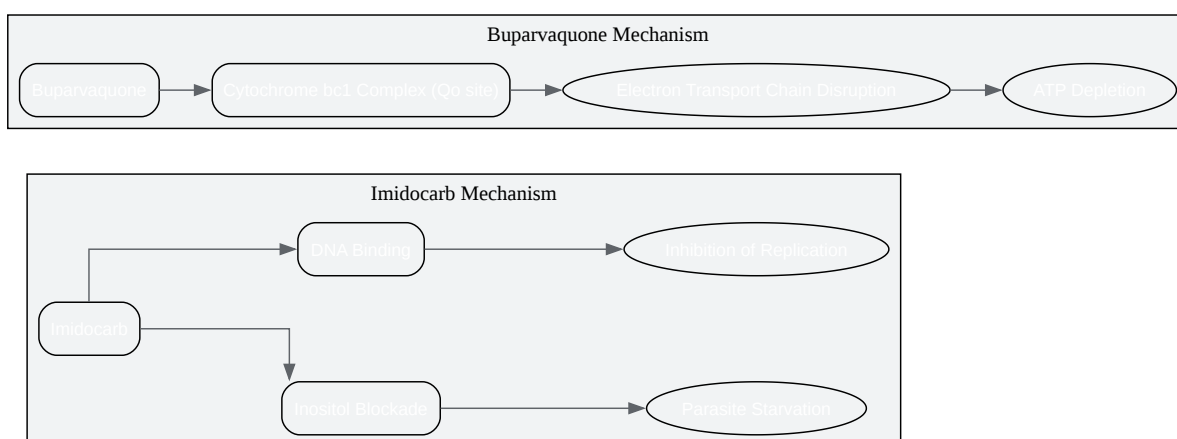 Buparvaquone Mechanism
Buparvaquone
Cytochrome bc1 Complex (Qo site)
Electron Transport Chain Disruption
ATP Depletion
Imidocarb Mechanism
DNA Binding
Inhibition of Replication
Imidocarb
Inositol Blockade
Parasite Starvation